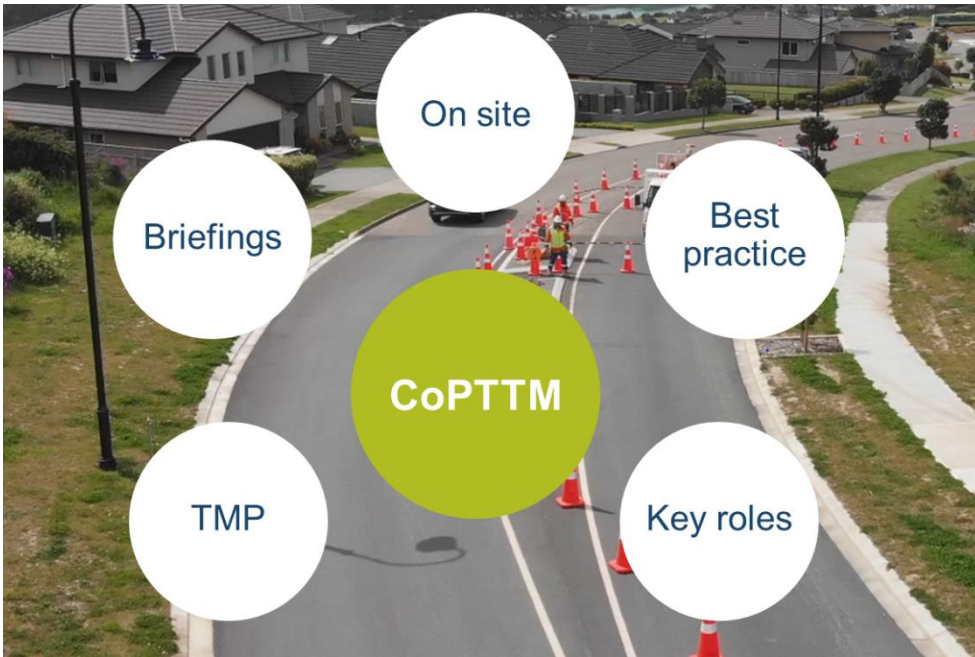 On site
Briefings
Best
practice
CoPTTM
TMP
Key roles